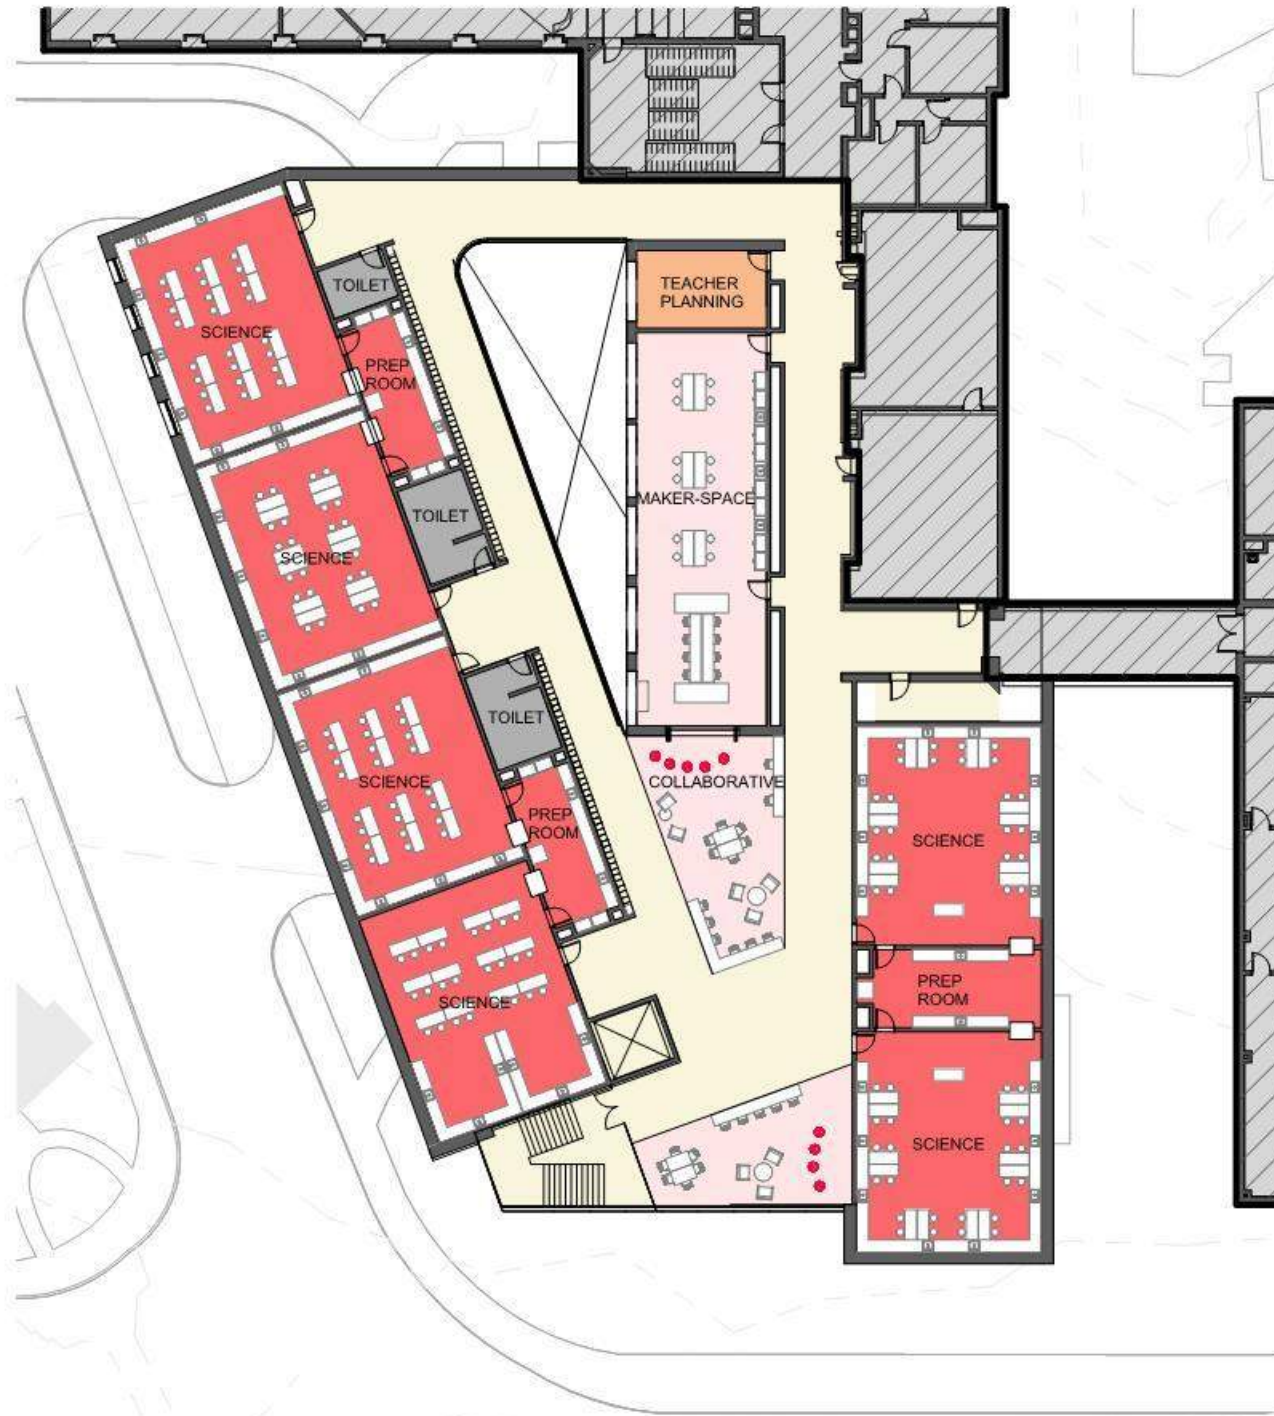 TOILET
TEACHER
PLANNING
SCIENCE
PREP
ROOM
MAKER-SPACE
TOILET
SCIENCE
TOILET
SCIENCE
COLLABORATIVE
PREP
ROOM
SCIENCE
PREP
ROOM
SCIENCE
SCIENCE